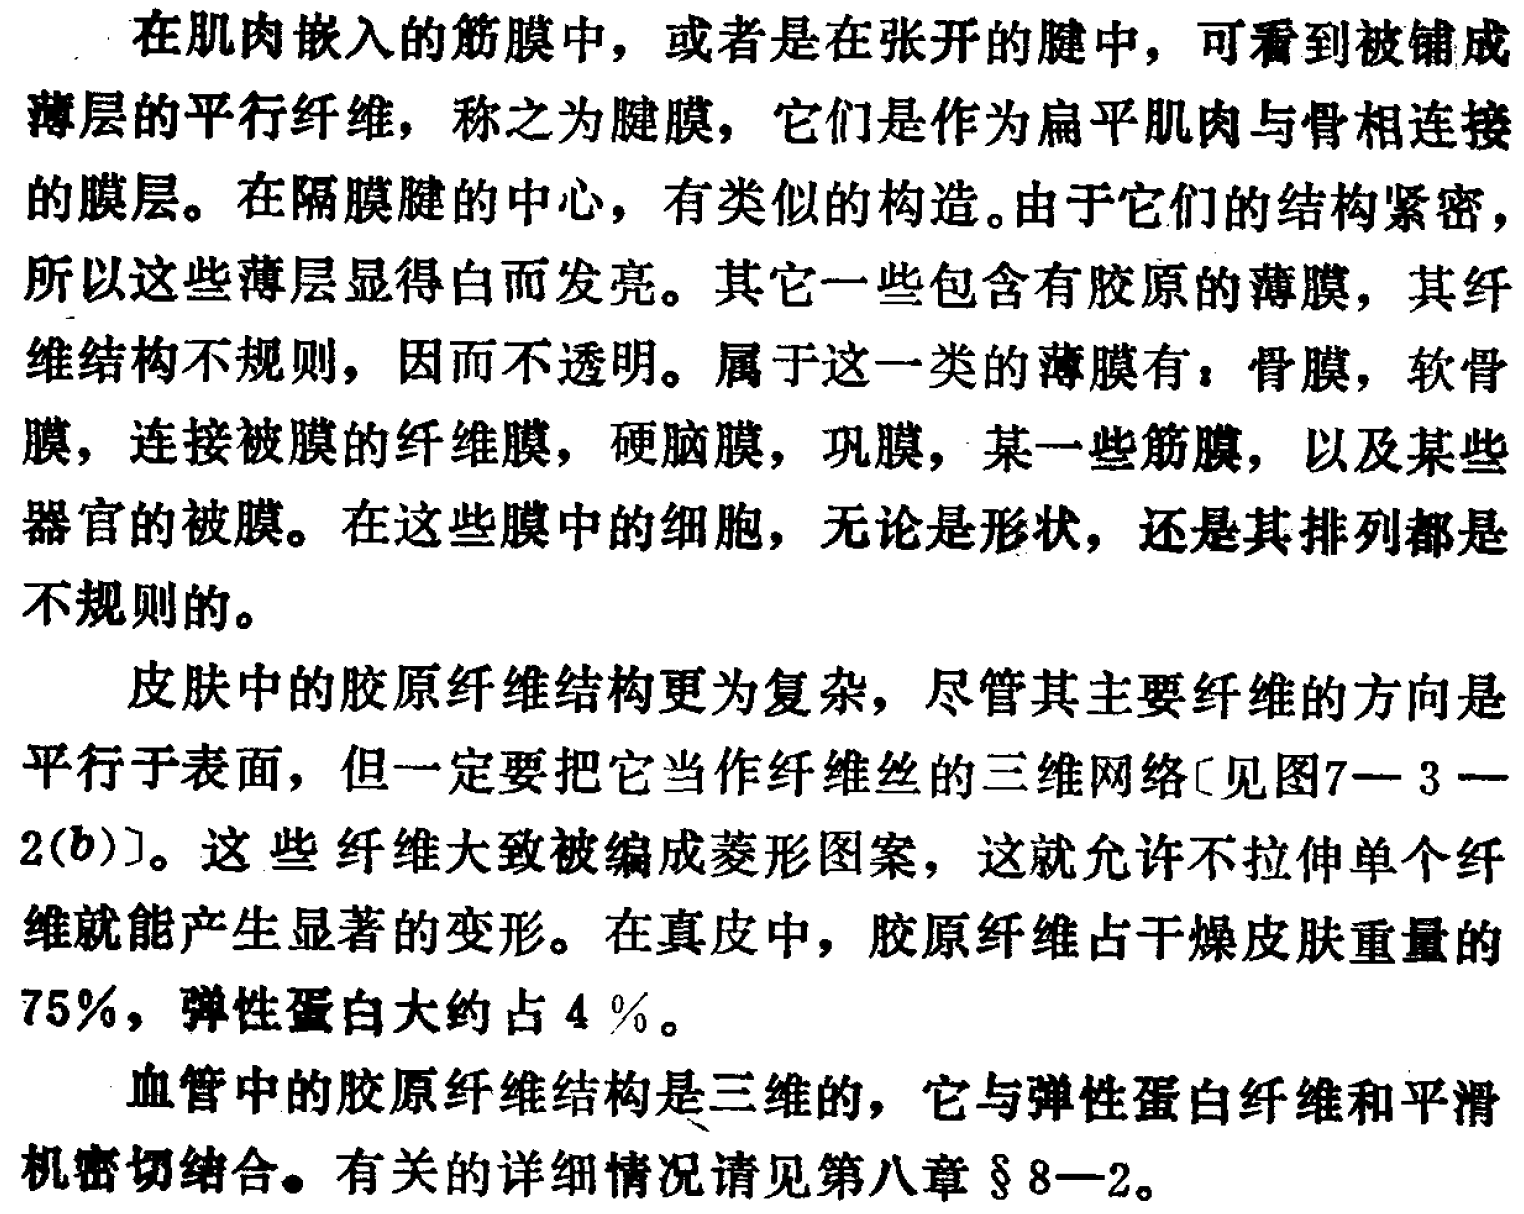 在肌肉嵌入的筋膜中，或者是在张开的腱中，可看到被铺成
薄层的平行纤维，称之为腱膜，它们是作为扁平肌肉与骨相连接
的膜层。在隔膜腱的中心，有类似的构造。由于它们的结构紧密，
所以这些薄层显得白而发亮。其它一些包含有胶原的薄膜，其纤
维结构不规则，因而不透明。属于这一类的薄膜有：骨膜，软骨
膜，连接被膜的纤维膜，硬脑膜，巩膜，某一些筋膜，以及某些
器官的被膜。在这些膜中的细胞，无论是形状，还是其排列都是
不规则的。
皮肤中的胶原纤维结构更为复杂，尽管其主要纤维的方向是
平行于表面，但一定要把它当作纤维丝的三维网络〔见图7—3—
2(b)〕。这些纤维大致被编成菱形图案，这就允许不拉伸单个纤
维就能产生显著的变形。在真皮中，胶原纤维占干燥皮肤重量的
75%，弹性蛋白大约占4%。
血管中的胶原纤维结构是三维的，它与弹性蛋白纤维和平滑
机密切结合。有关的详细情况请见第八章§8—2。